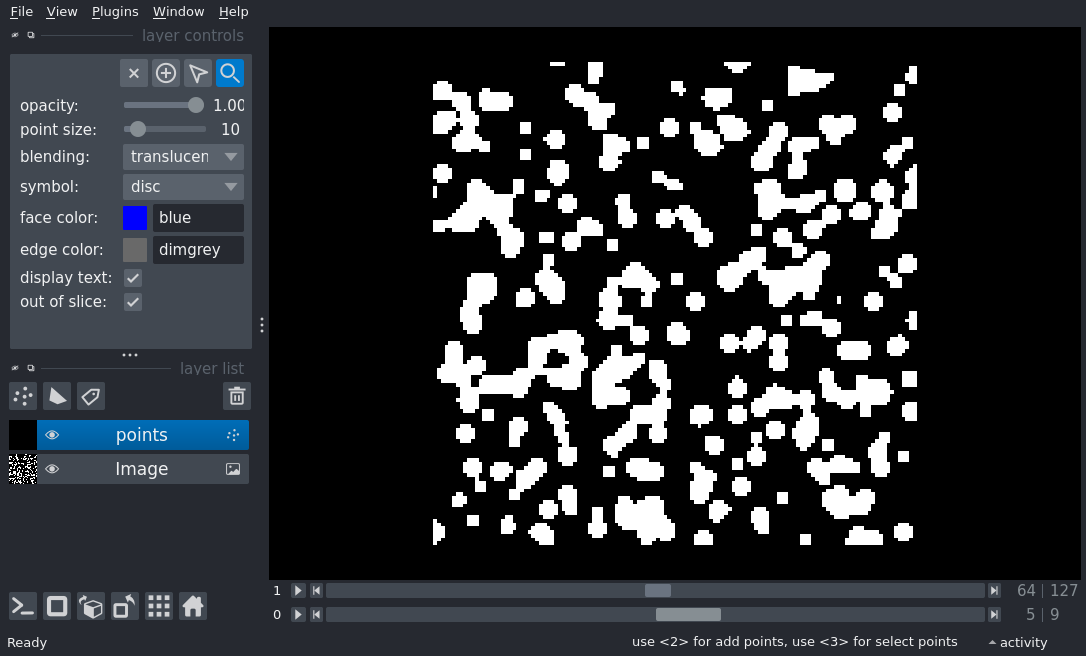 File View Plugins Window Help
layer controls
opacity: 1.00
point size: 10
blending: translucen
symbol: disc
face color: blue
edge color: dimgrey
display text:
out of slice:
layer list
points
Image
1 64 | 127
0 5 | 9
Ready use <2> for add points, use <3> for select points activity